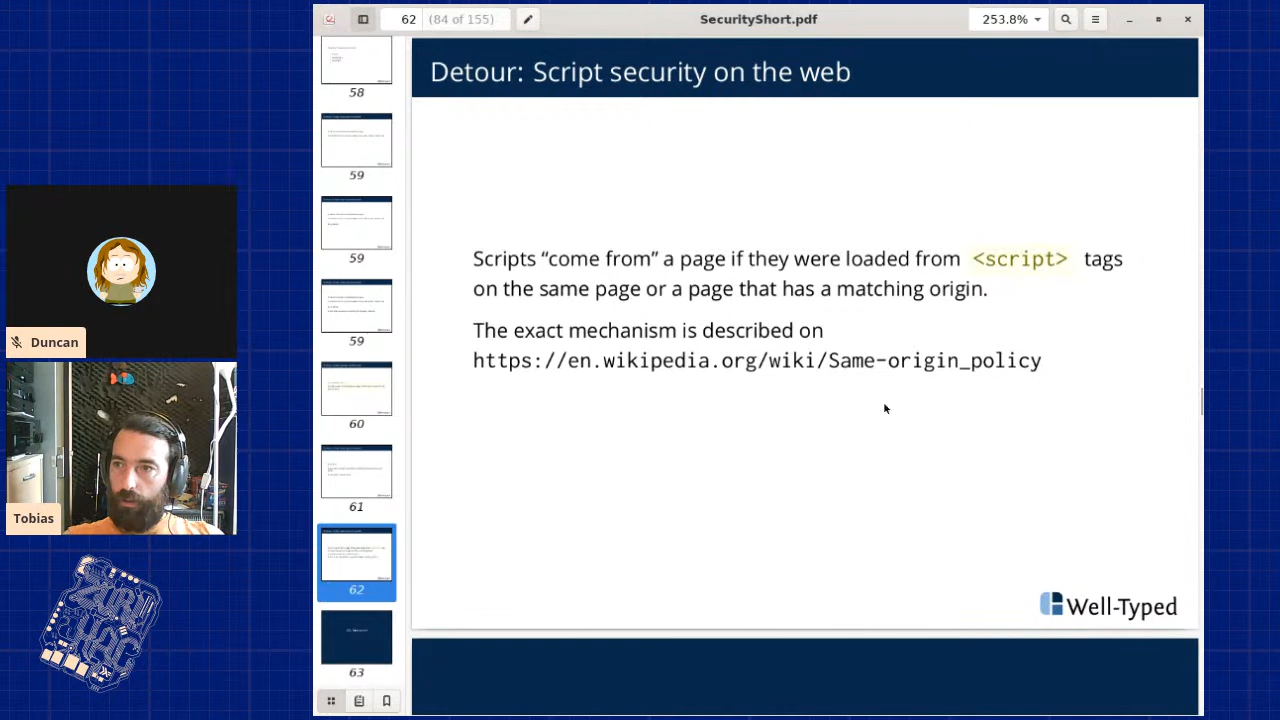 62 (84 of 155)
SecurityShort.pdf
253.8%
58
59
59
59
60
61
62
63
Detour: Script security on the web
Scripts “come from” a page if they were loaded from <script> tags
on the same page or a page that has a matching origin.
The exact mechanism is described on
https://en.wikipedia.org/wiki/Same-origin_policy
Well-Typed
Duncan
Tobias